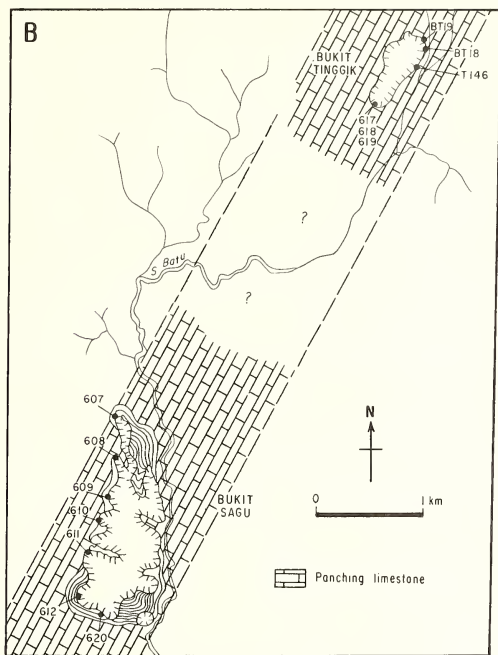 B
BT19
BUKIT
TINGGIK
BT18
T146
617
618
619
?
S Batu
?
607
608
609
610
611
612
620
BUKIT
SAGU
N
0 1 km
Panching limestone